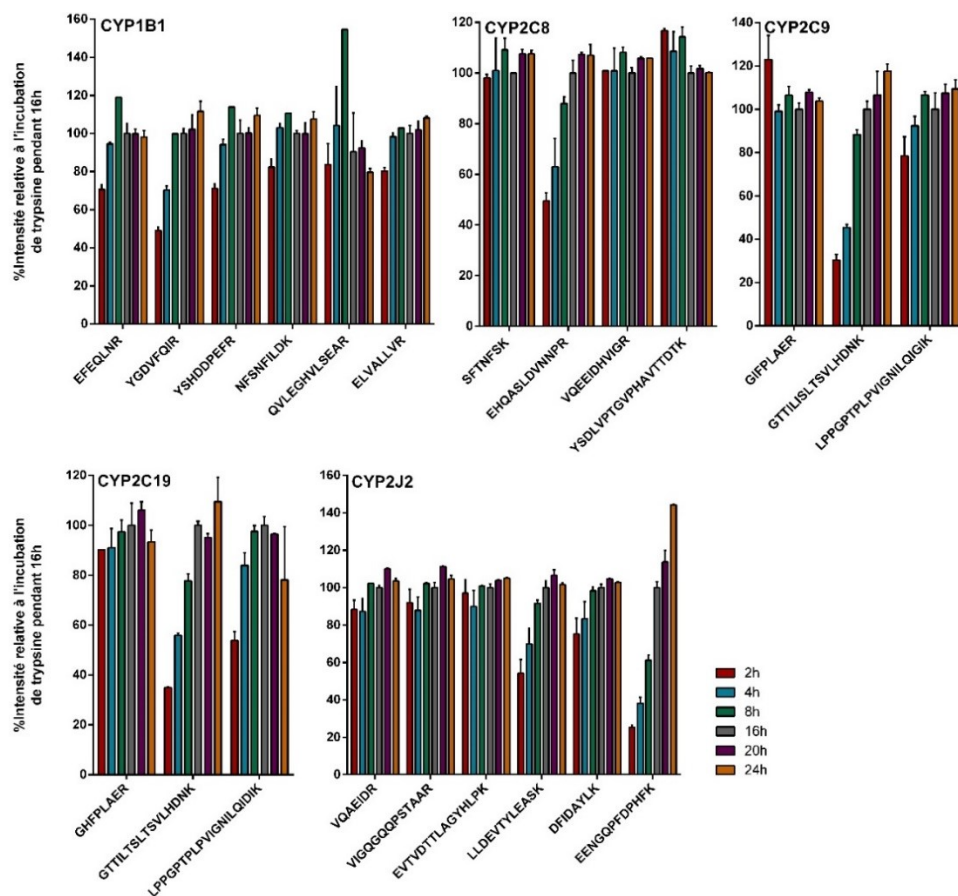 CYP1B1
%Intensité relative à l'incubation
de trypsine pendant 16h
160
140
120
100
80
60
40
20
0
EFEQLNR
YGDVFQIR
YSHDDPEFR
NFSNFILDK
QVLEGHVLSEAR
ELVALLVR
CYP2C8
120
100
80
60
40
20
0
SFTNFSK
EHQASLDVNNPR
VQEEIDHVIGR
YSDLVPTGVPHAVTTDTK
CYP2C9
140
120
100
80
60
40
20
0
GIFPLAER
GTTILISLTSVLHDNK
LPPGPTPLPVIGNILQIGIK
CYP2C19
%Intensité relative à l'incubation
de trypsine pendant 16h
120
100
80
60
40
20
0
GHFPLAER
GTTILTSLTSVLHDNK
LPPGPTPLPVIGNILQIDIK
CYP2J2
160
140
120
100
80
60
40
20
0
VQAEIDR
VIGQGQQPSTAAR
EVTVDTTLAGYHLPK
LLDEVTYLEASK
DFIDAYLK
EENGQPFDPHFK
2h
4h
8h
16h
20h
24h